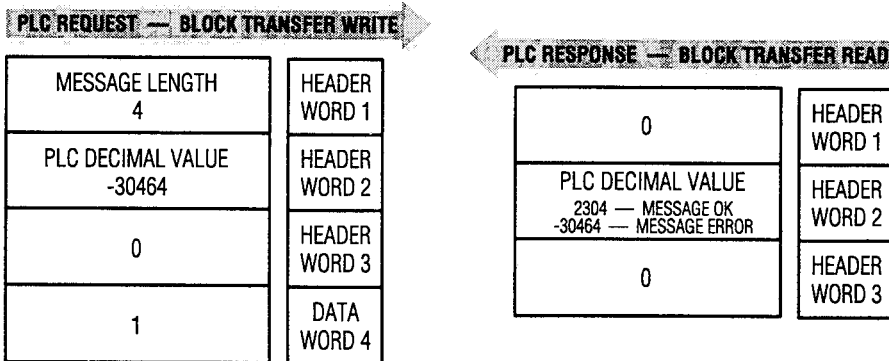 PLC REQUEST — BLOCK TRANSFER WRITE
MESSAGE LENGTH
4
HEADER
WORD 1
PLC DECIMAL VALUE
-30464
HEADER
WORD 2
0
HEADER
WORD 3
1
DATA
WORD 4
PLC RESPONSE — BLOCK TRANSFER READ
0
HEADER
WORD 1
PLC DECIMAL VALUE
2304 — MESSAGE OK
-30464 — MESSAGE ERROR
HEADER
WORD 2
0
HEADER
WORD 3